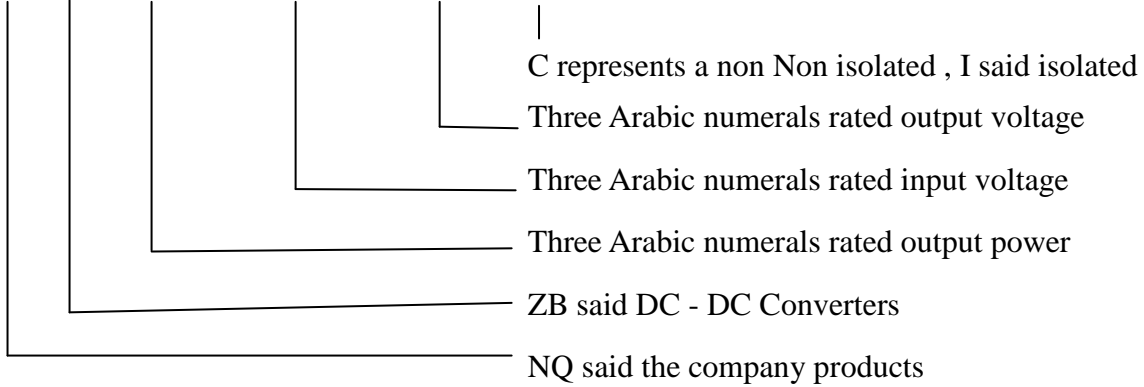 C represents a non Non isolated , I said isolated
Three Arabic numerals rated output voltage
Three Arabic numerals rated input voltage
Three Arabic numerals rated output power
ZB said DC - DC Converters
NQ said the company products